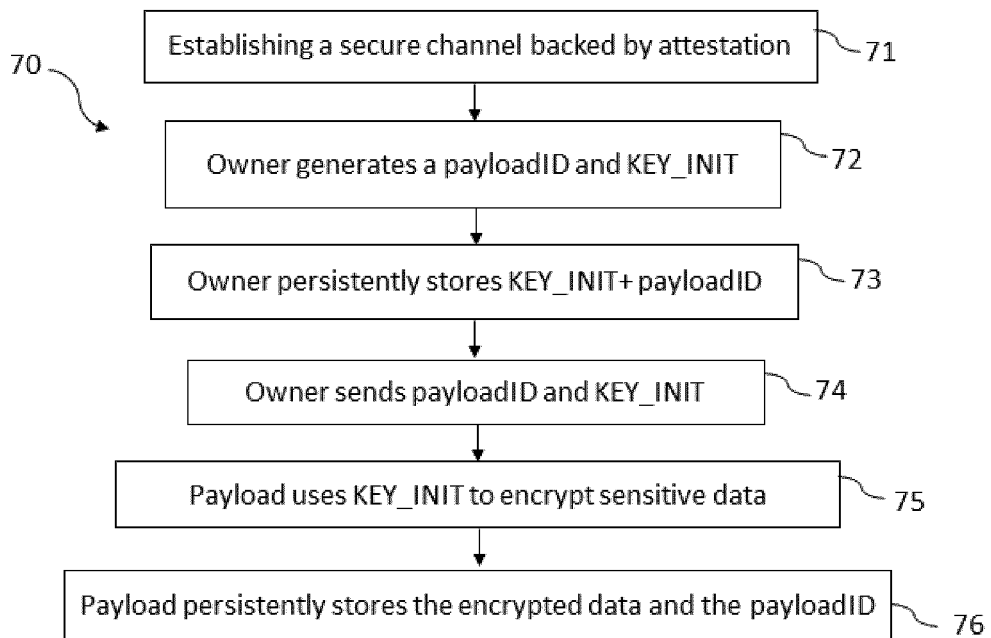 Establishing a secure channel backed by attestation
71
70
Owner generates a payloadID and KEY_INIT
72
Owner persistently stores KEY_INIT+ payloadID
73
Owner sends payloadID and KEY_INIT
74
Payload uses KEY_INIT to encrypt sensitive data
75
Payload persistently stores the encrypted data and the payloadID
76